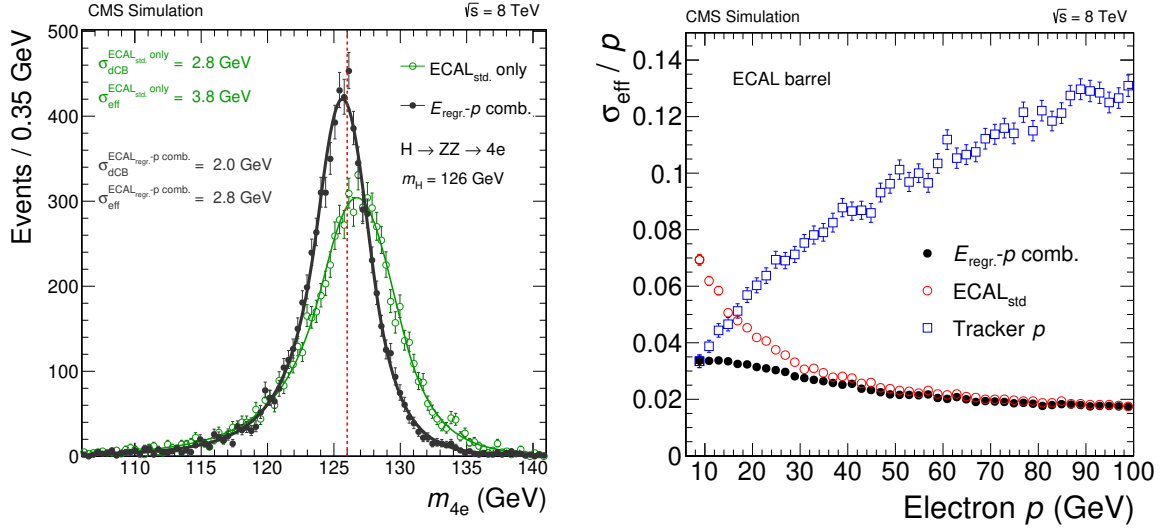 CMS Simulation
√s = 8 TeV
Events / 0.35 GeV
500
400
300
200
100
0
σ_dCB^ECAL_std. only = 2.8 GeV
σ_eff^ECAL_std. only = 3.8 GeV
σ_dCB^ECAL_regr.-p comb. = 2.0 GeV
σ_eff^ECAL_regr.-p comb. = 2.8 GeV
ECAL_std. only
E_regr.-p comb.
H → ZZ → 4e
m_H = 126 GeV
110 120 130 140
m_4e (GeV)
CMS Simulation
√s = 8 TeV
σ_eff / p
0.14
0.12
0.1
0.08
0.06
0.04
0.02
0
ECAL barrel
E_regr.-p comb.
ECAL_std
Tracker p
10 20 30 40 50 60 70 80 90 100
Electron p (GeV)